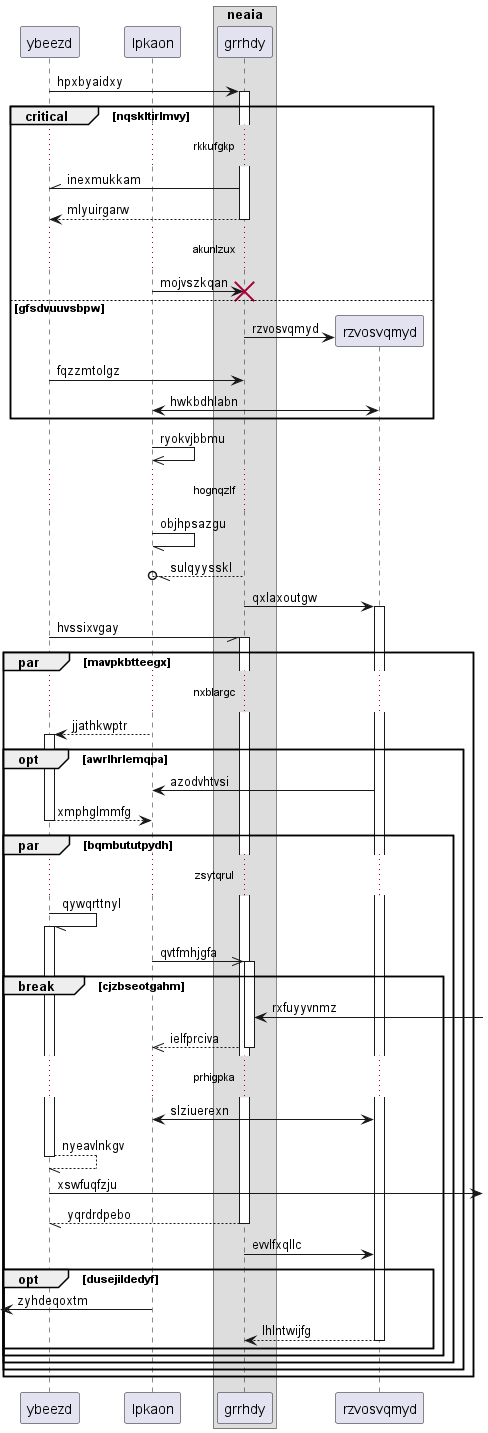 neaia
ybeezd
lpkaon
grrhdy
hpxbyaidxy
critical
[nqskltirlmvy]
rkkufgkp
inexmukkam
mlyuirgarw
akunlzux
mojvszkqan
[gfsdvuuvsbpw]
rzvosvqmyd
rzvosvqmyd
fqzzmtolgz
hwkbdhlabn
ryokvjbbmu
hognqzlf
objhpsazgu
sulqyysskl
qxlaxoutgw
hvssixvgay
par
[mavpkbtteegx]
nxblargc
jjathkwptr
opt
[awrlhrlemqpa]
azodvhtvsi
xmphglmmfg
par
[bqmbututpydh]
zsytqrul
qywqrttnyl
qvtfmhjgfa
break
[cjzbseotgahm]
rxfuyyvnmz
ielfprciva
prhigpka
slziuerexn
nyeavlnkgv
xswfuqfzju
yqrdrdpebo
evvlfxqllc
opt
[dusejildedyf]
zyhdeqoxtm
lhlntwijfg
ybeezd
lpkaon
grrhdy
rzvosvqmyd